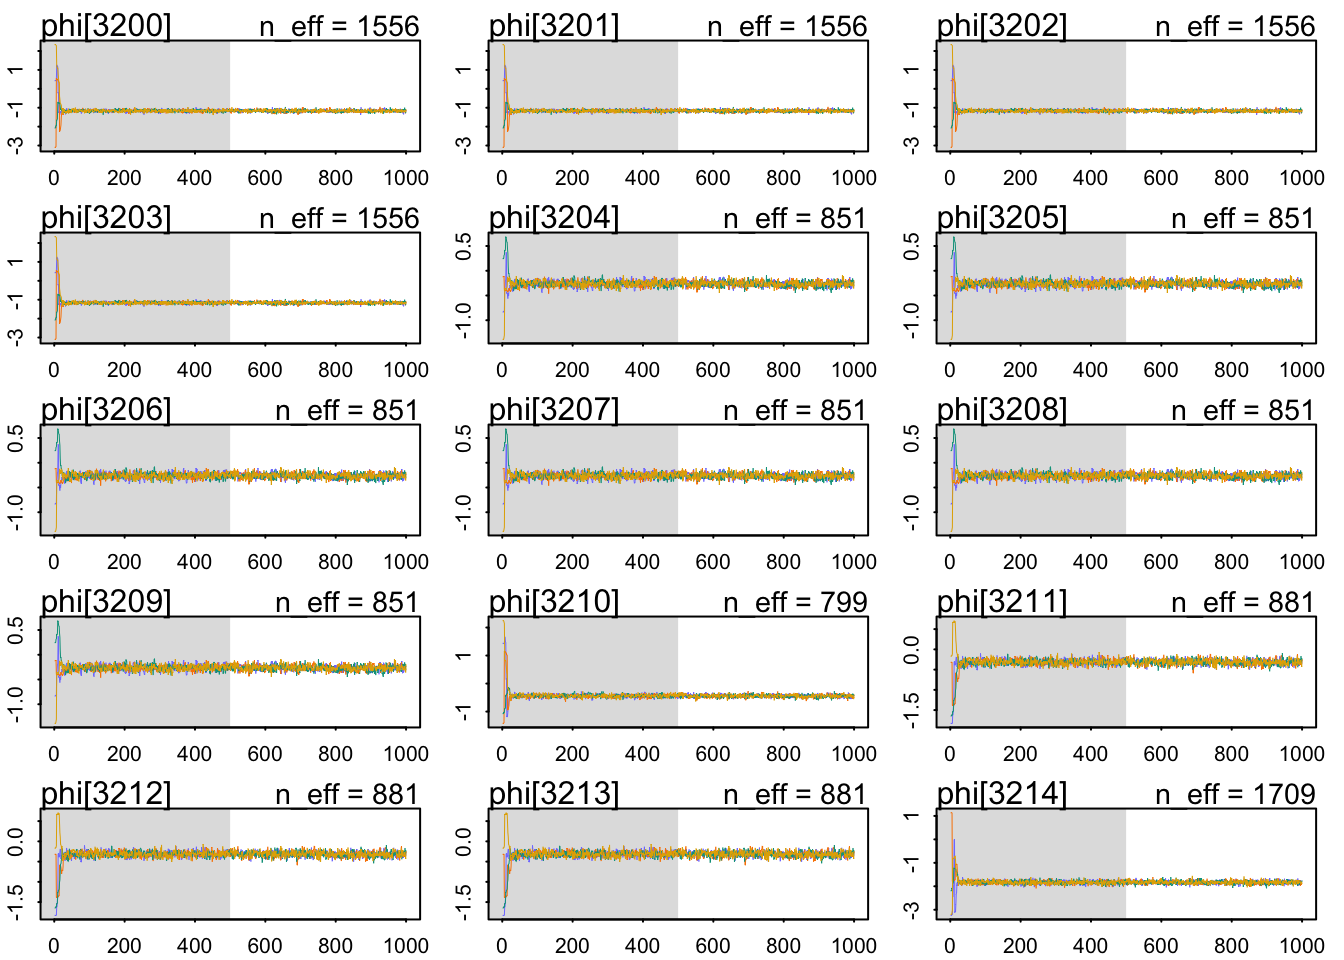 phi[3200] n_eff = 1556 phi[3201] n_eff = 1556 phi[3202] n_eff = 1556
1 1 1
-1 -1 -1
-3 -3 -3
0 200 400 600 800 1000 0 200 400 600 800 1000 0 200 400 600 800 1000
phi[3203] n_eff = 1556 phi[3204] n_eff = 851 phi[3205] n_eff = 851
1 0.5 0.5
-1 -1.0 -1.0
-3
0 200 400 600 800 1000 0 200 400 600 800 1000 0 200 400 600 800 1000
phi[3206] n_eff = 851 phi[3207] n_eff = 851 phi[3208] n_eff = 851
0.5 0.5 0.5
-1.0 -1.0 -1.0
0 200 400 600 800 1000 0 200 400 600 800 1000 0 200 400 600 800 1000
phi[3209] n_eff = 851 phi[3210] n_eff = 799 phi[3211] n_eff = 881
0.5 1 0.0
-1.0 -1 -1.5
0 200 400 600 800 1000 0 200 400 600 800 1000 0 200 400 600 800 1000
phi[3212] n_eff = 881 phi[3213] n_eff = 881 phi[3214] n_eff = 1709
0.0 0.0 1
-1.5 -1.5 -1
-3
0 200 400 600 800 1000 0 200 400 600 800 1000 0 200 400 600 800 1000